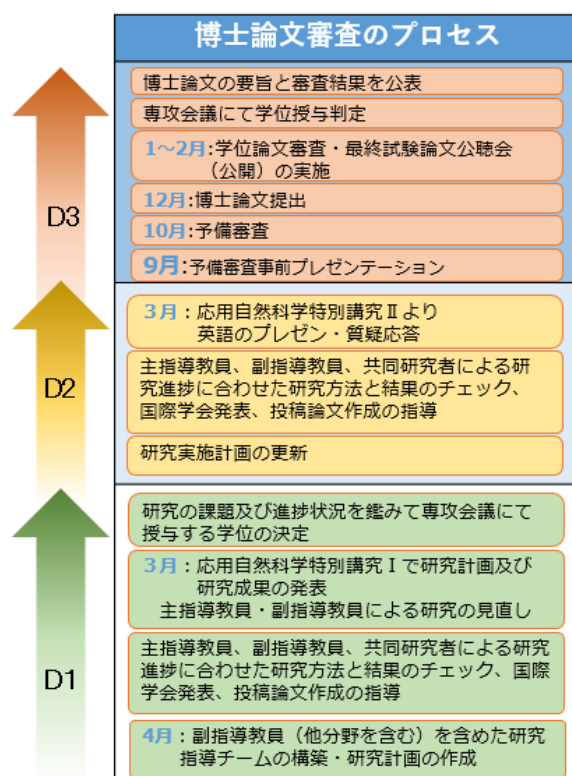 博士論文審査のプロセス
D3
博士論文の要旨と審査結果を公表
専攻会議にて学位授与判定
1～2月:学位論文審査・最終試験論文公聴会
（公開）の実施
12月:博士論文提出
10月:予備審査
9月:予備審査事前プレゼンテーション
D2
3月：応用自然科学特別講究Ⅱより
英語のプレゼン・質疑応答
主指導教員、副指導教員、共同研究者による研
究進捗に合わせた研究方法と結果のチェック、
国際学会発表、投稿論文作成の指導
研究実施計画の更新
D1
研究の課題及び進捗状況を鑑みて専攻会議にて
授与する学位の決定
3月：応用自然科学特別講究Ⅰで研究計画及び
研究成果の発表
主指導教員・副指導教員による研究の見直し
主指導教員、副指導教員、共同研究者による研究
進捗に合わせた研究方法と結果のチェック、国際
学会発表、投稿論文作成の指導
4月：副指導教員（他分野を含む）を含めた研究
指導チームの構築・研究計画の作成